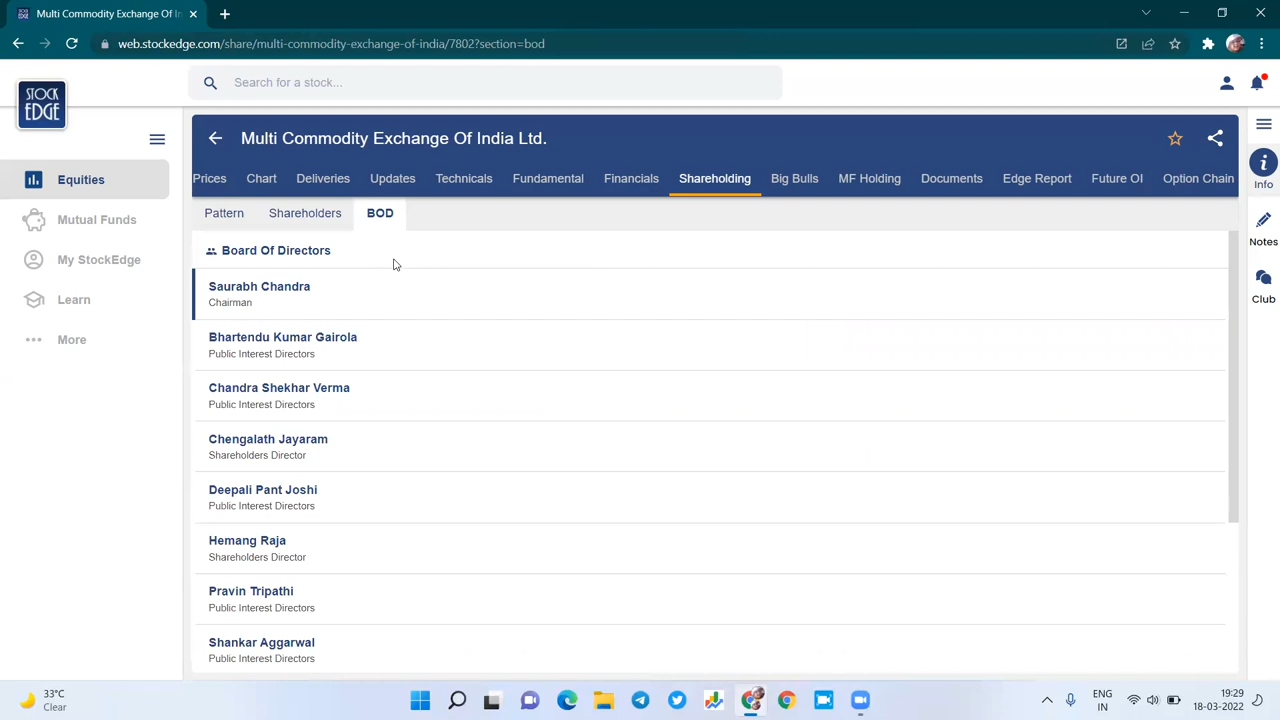 Multi Commodity Exchange Of In
web.stockedge.com/share/multi-commodity-exchange-of-india/7802?section=bod
STOCK
EDGE
Search for a stock...
Multi Commodity Exchange Of India Ltd.
Prices Chart Deliveries Updates Technicals Fundamental Financials Shareholding Big Bulls MF Holding Documents Edge Report Future OI Option Chain
Pattern Shareholders BOD
Equities
Mutual Funds
My StockEdge
Learn
More
Board Of Directors
Saurabh Chandra
Chairman
Bhartendu Kumar Gairola
Public Interest Directors
Chandra Shekhar Verma
Public Interest Directors
Chengalath Jayaram
Shareholders Director
Deepali Pant Joshi
Public Interest Directors
Hemang Raja
Shareholders Director
Pravin Tripathi
Public Interest Directors
Shankar Aggarwal
Public Interest Directors
Info
Notes
Club
33°C
Clear
ENG
IN
19:29
18-03-2022